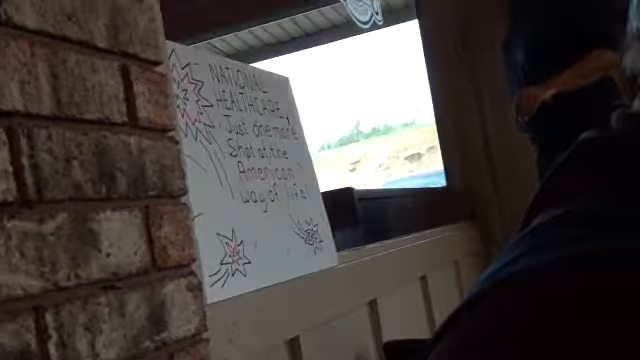 NATIONAL
HEALTHCARE,
Just one more
Shot at the
American
way of life!